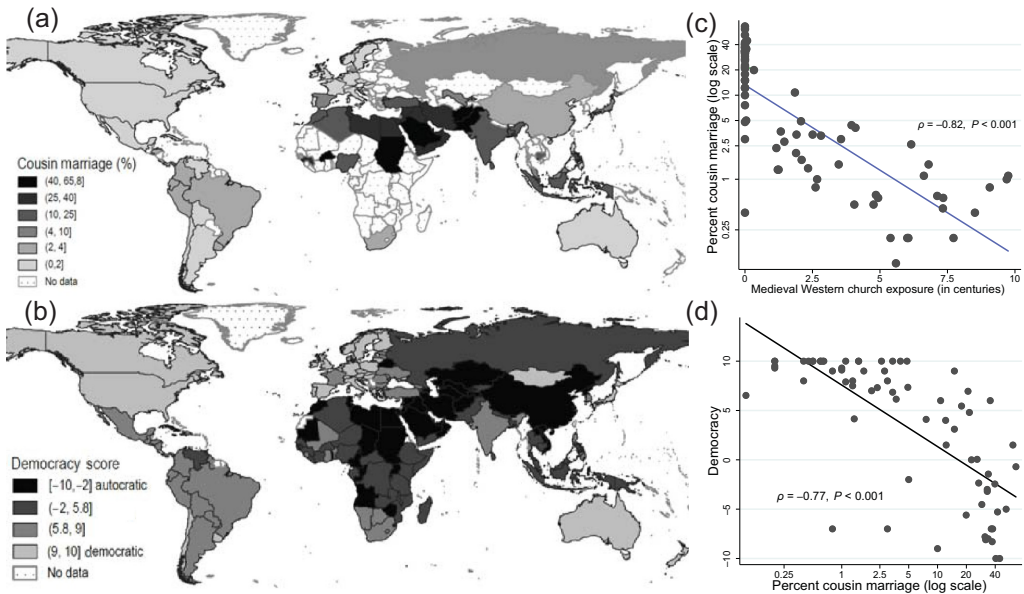 (a)
Cousin marriage (%)
(40, 65,8]
(25, 40]
(10, 25]
(4, 10]
(2, 4]
(0,2]
No data
(b)
Democracy score
[−10, −2] autocratic
(−2, 5.8]
(5.8, 9]
(9, 10] democratic
No data
(c)
Percent cousin marriage (log scale)
40
20
10
5
2.5
1
0.25
ρ = −0.82, P < 0.001
0
2.5
5
7.5
10
Medieval Western church exposure (in centuries)
(d)
Democracy
10
5
0
−5
−10
ρ = −0.77, P < 0.001
0.25
1
2.5
5
10
20
40
Percent cousin marriage (log scale)